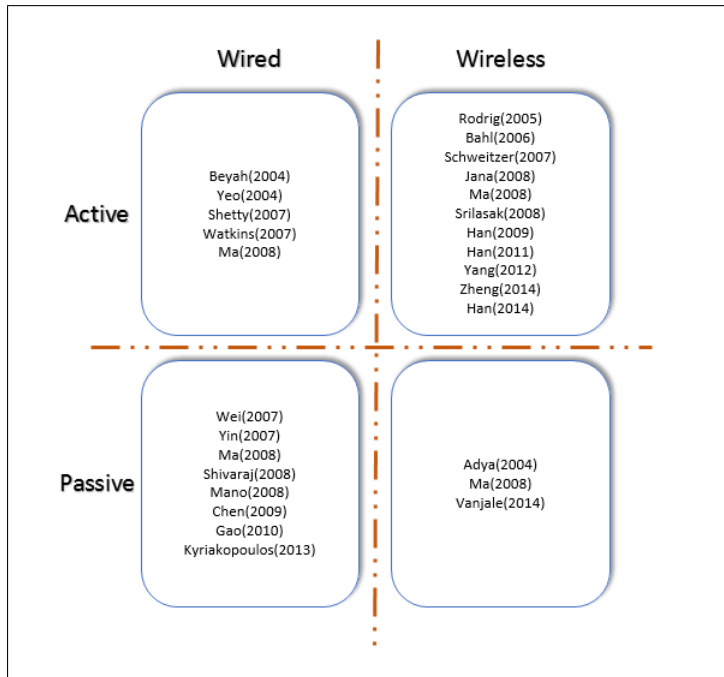 Wired
Wireless
Active
Beyah(2004)
Yeo(2004)
Shetty(2007)
Watkins(2007)
Ma(2008)
Rodrig(2005)
Bahl(2006)
Schweitzer(2007)
Jana(2008)
Ma(2008)
Srilasak(2008)
Han(2009)
Han(2011)
Yang(2012)
Zheng(2014)
Han(2014)
Passive
Wei(2007)
Yin(2007)
Ma(2008)
Shivaraj(2008)
Mano(2008)
Chen(2009)
Gao(2010)
Kyriakopoulos(2013)
Adya(2004)
Ma(2008)
Vanjale(2014)